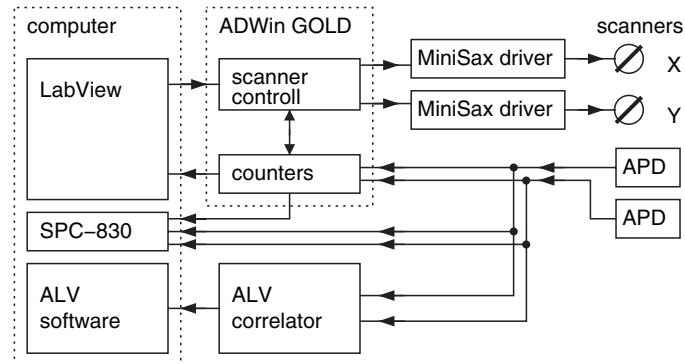 computer
ADWin GOLD
scanners
LabView
scanner
controll
MiniSax driver
X
MiniSax driver
Y
counters
APD
APD
SPC–830
ALV
software
ALV
correlator